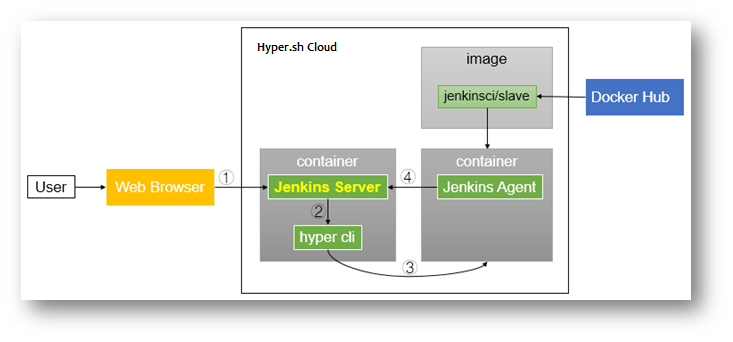 Hyper.sh Cloud
image
jenkinsci/slave
Docker Hub
container
container
User
Web Browser
①
Jenkins Server
④
Jenkins Agent
②
hyper cli
③